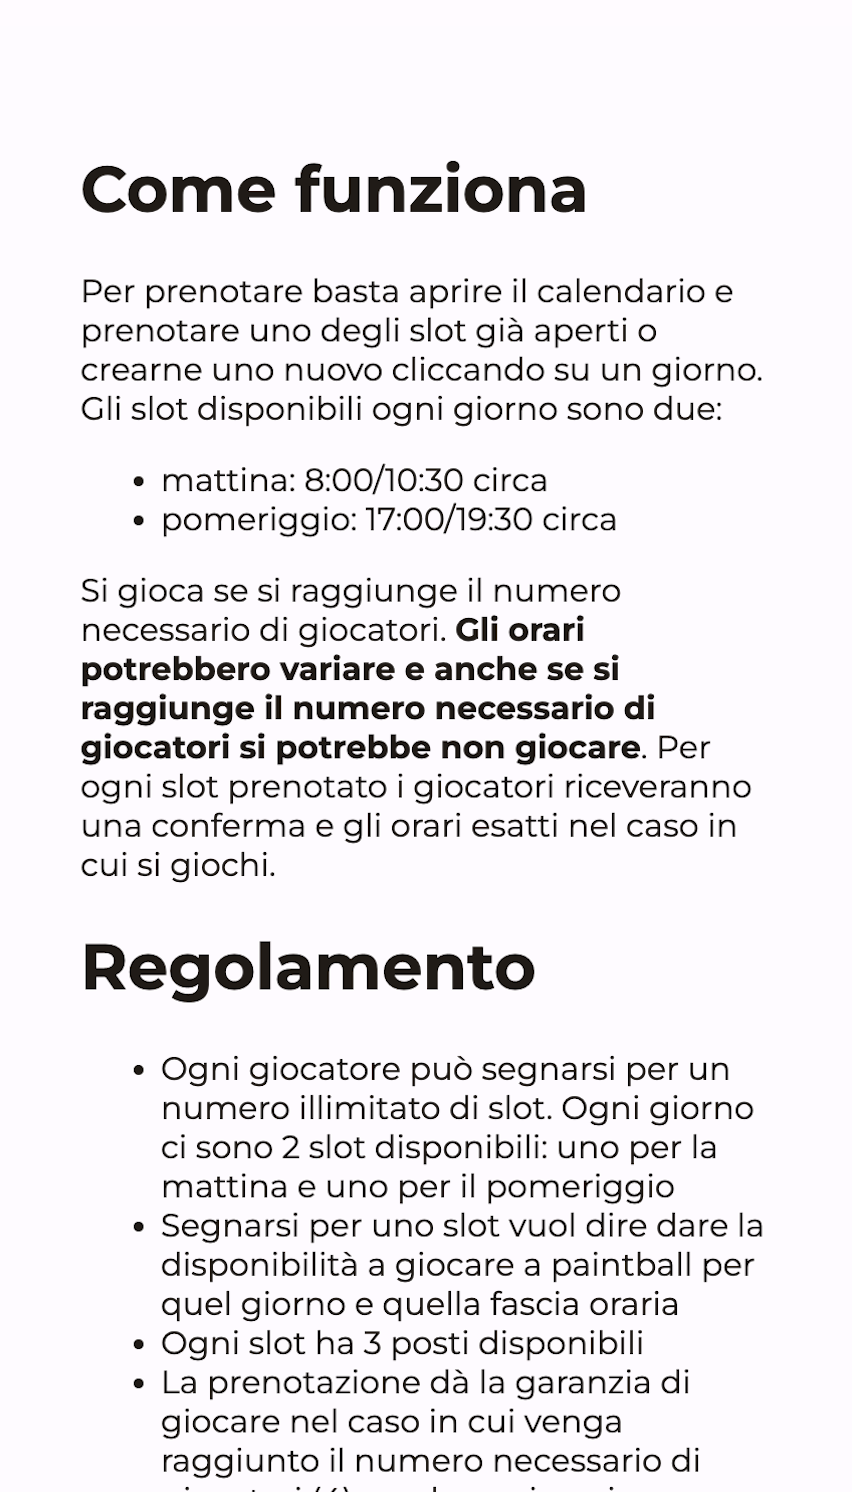 Come funziona
Per prenotare basta aprire il calendario e
prenotare uno degli slot già aperti o
crearne uno nuovo cliccando su un giorno.
Gli slot disponibili ogni giorno sono due:
• mattina: 8:00/10:30 circa
• pomeriggio: 17:00/19:30 circa
Si gioca se si raggiunge il numero
necessario di giocatori. Gli orari
potrebbero variare e anche se si
raggiunge il numero necessario di
giocatori si potrebbe non giocare. Per
ogni slot prenotato i giocatori riceveranno
una conferma e gli orari esatti nel caso in
cui si giochi.
Regolamento
• Ogni giocatore può segnarsi per un
numero illimitato di slot. Ogni giorno
ci sono 2 slot disponibili: uno per la
mattina e uno per il pomeriggio
• Segnarsi per uno slot vuol dire dare la
disponibilità a giocare a paintball per
quel giorno e quella fascia oraria
• Ogni slot ha 3 posti disponibili
• La prenotazione dà la garanzia di
giocare nel caso in cui venga
raggiunto il numero necessario di